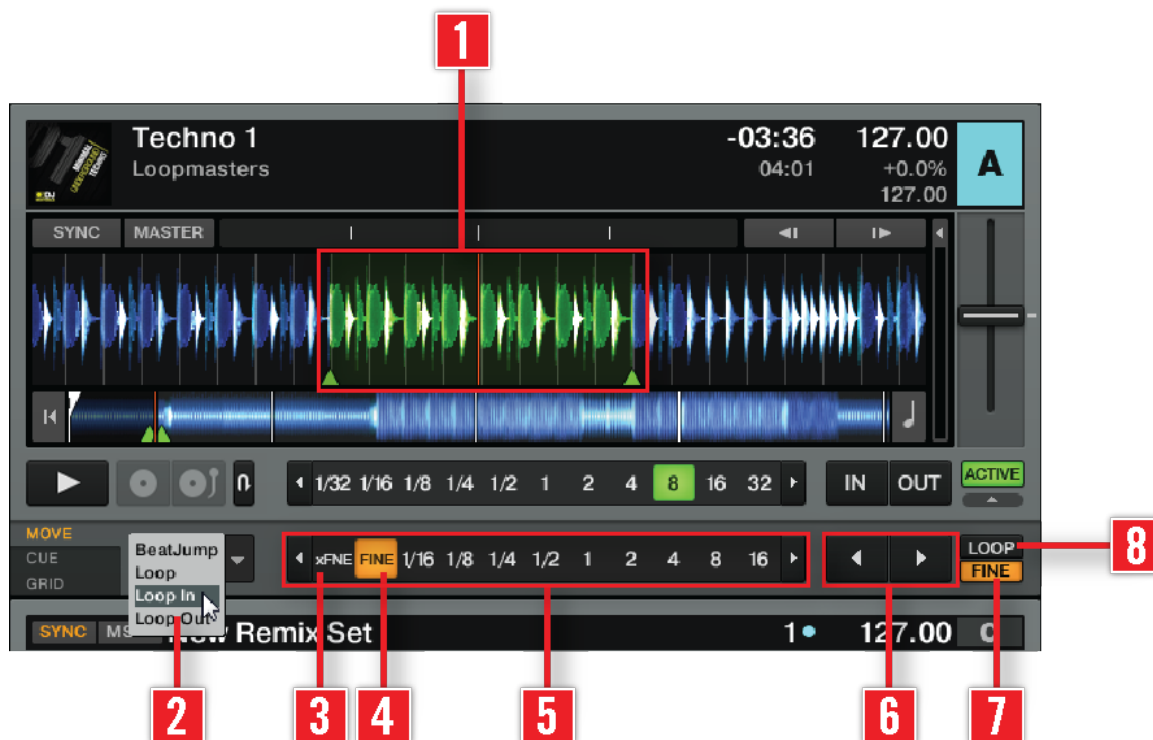 1
Techno 1
-03:36
127.00
A
Loopmasters
04:01
+0.0%
127.00
MINIMAL
UNDERGROUND
TECHNO
SYNC
MASTER
1/32 1/16 1/8 1/4 1/2 1 2 4 8 16 32
IN
OUT
ACTIVE
MOVE
CUE
GRID
BeatJump
Loop
Loop In
Loop Out
xFNE FINE 1/16 1/8 1/4 1/2 1 2 4 8 16
LOOP
FINE
8
SYNC
New Remix Set
1
127.00
C
2
3
4
5
6
7